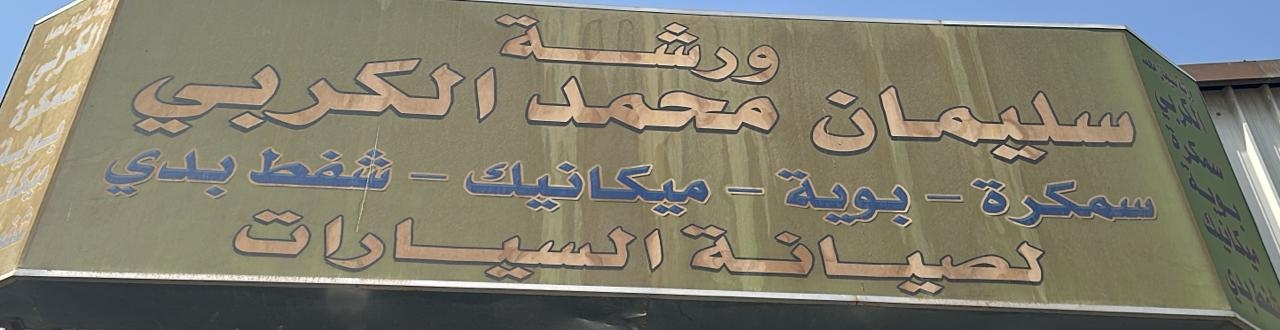 ورشة
سليمان محمد الكربي
سمكرة - بوية - ميكانيك - شفط بدي
لصيانة السيارات